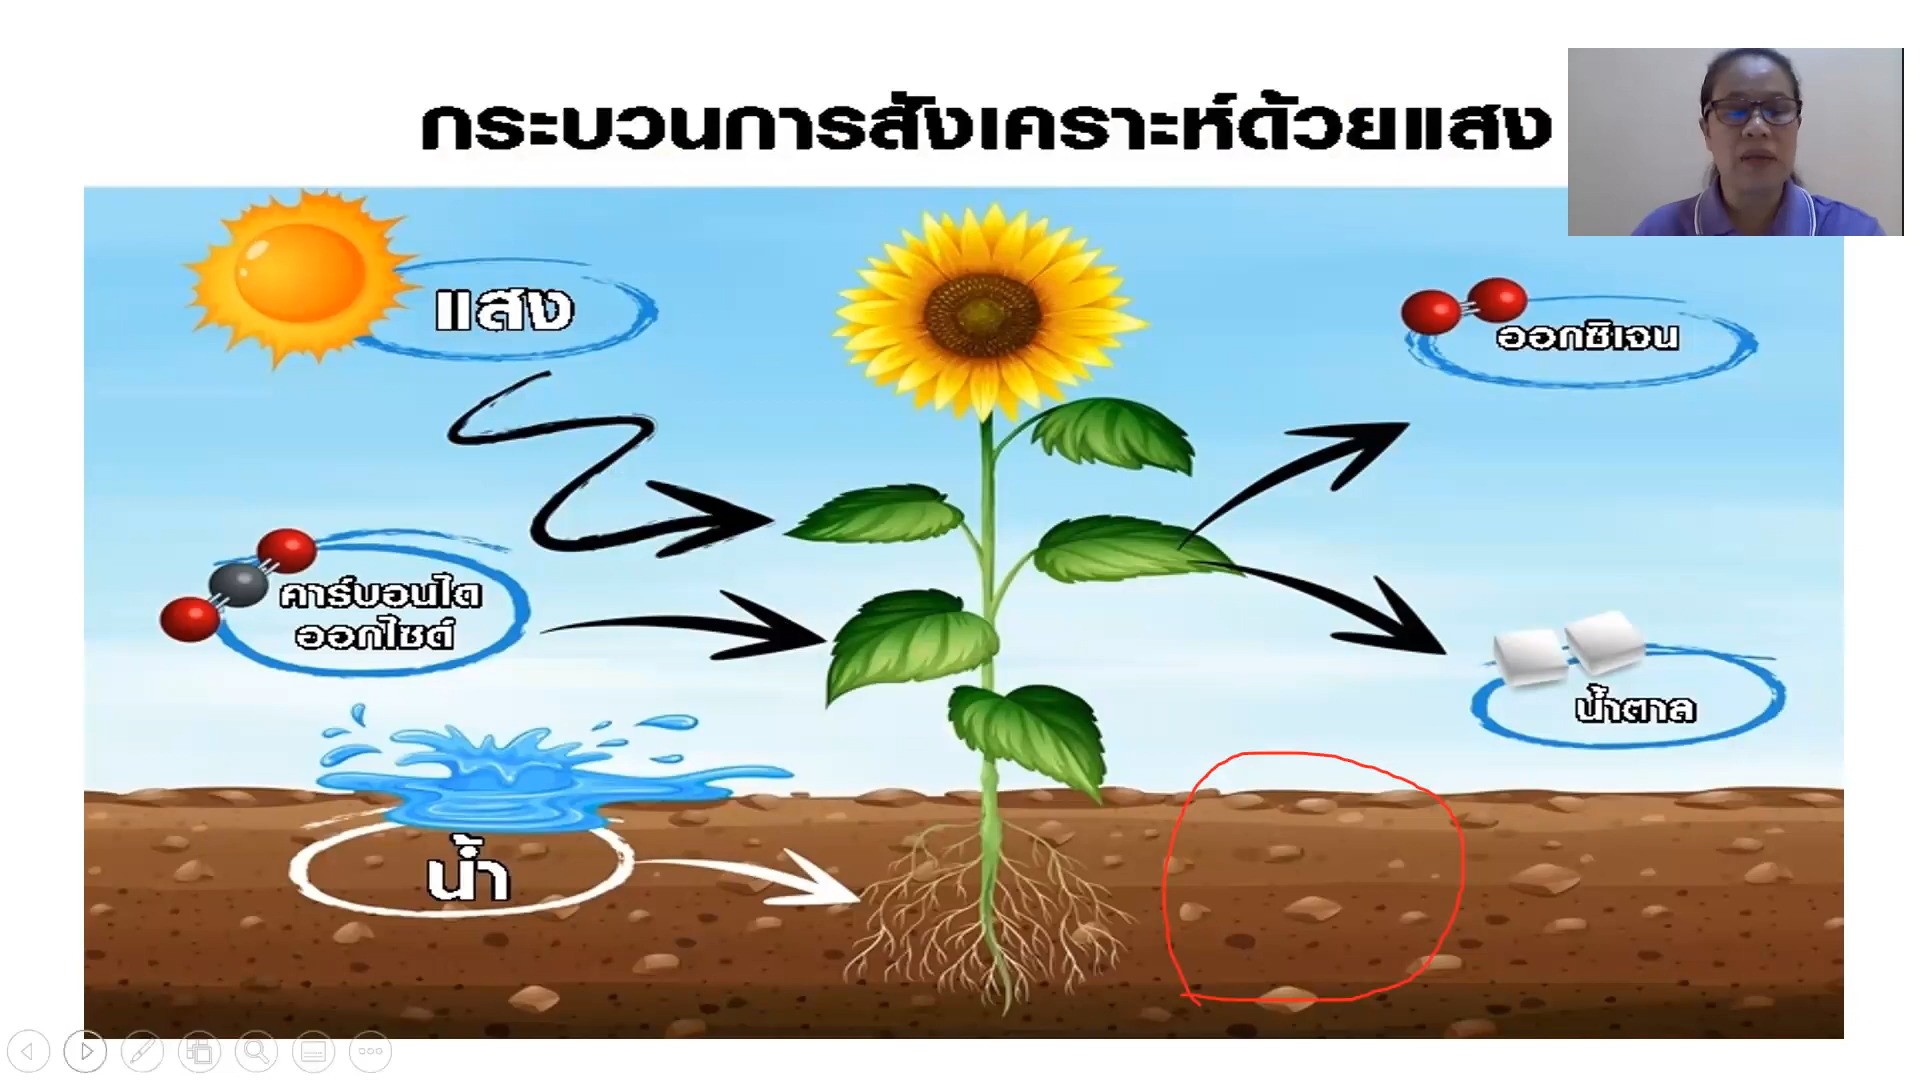 กระบวนการสังเคราะห์ด้วยแสง
แสง
ออกซิเจน
คาร์บอนได
ออกไซด์
น้ำตาล
น้ำ